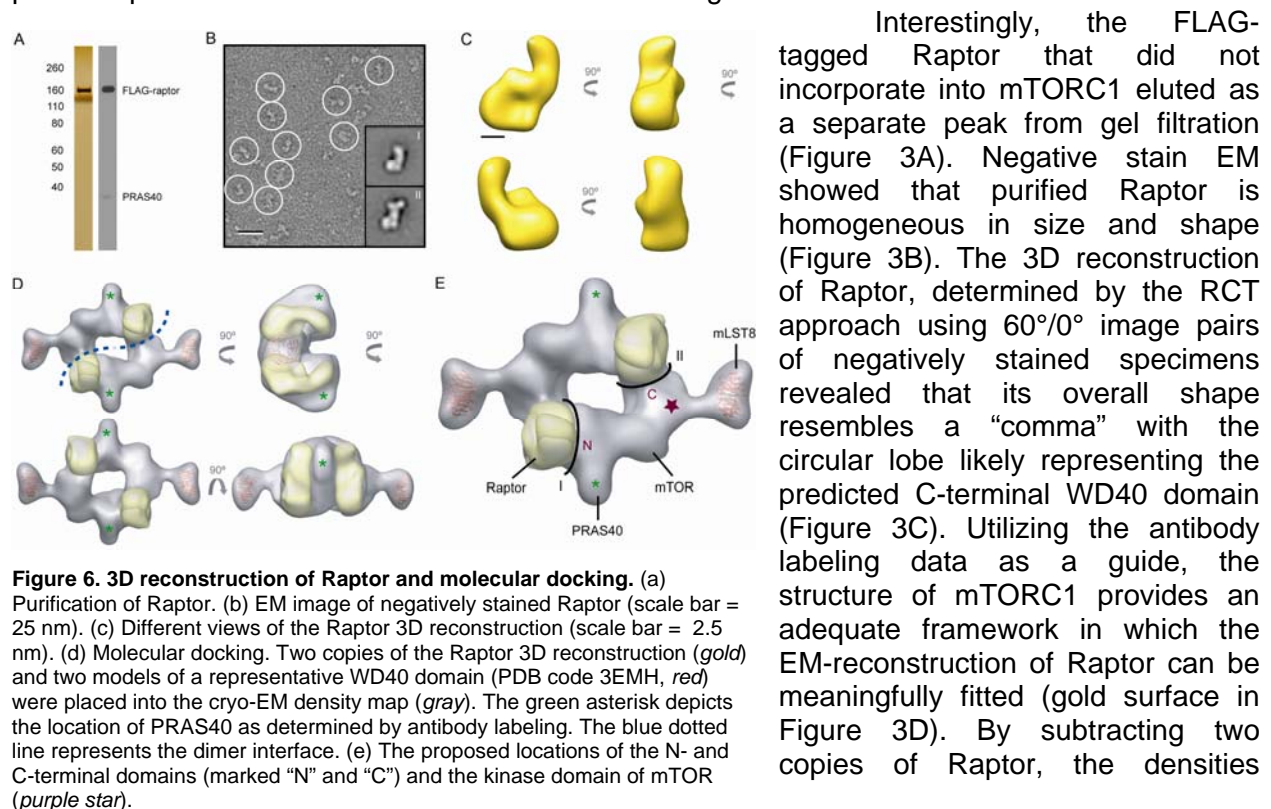 A
260
160
110
80
60
50
40
FLAG-raptor
PRAS40
B
I
II
C
90°
90°
90°
D
90°
90°
90°
E
mLST8
II
C
N
I
Raptor
mTOR
PRAS40
Figure 6. 3D reconstruction of Raptor and molecular docking. (a)
Purification of Raptor. (b) EM image of negatively stained Raptor (scale bar =
25 nm). (c) Different views of the Raptor 3D reconstruction (scale bar = 2.5
nm). (d) Molecular docking. Two copies of the Raptor 3D reconstruction (gold)
and two models of a representative WD40 domain (PDB code 3EMH, red)
were placed into the cryo-EM density map (gray). The green asterisk depicts
the location of PRAS40 as determined by antibody labeling. The blue dotted
line represents the dimer interface. (e) The proposed locations of the N- and
C-terminal domains (marked “N” and “C”) and the kinase domain of mTOR
(purple star).
Interestingly, the FLAG-
tagged Raptor that did not
incorporate into mTORC1 eluted as
a separate peak from gel filtration
(Figure 3A). Negative stain EM
showed that purified Raptor is
homogeneous in size and shape
(Figure 3B). The 3D reconstruction
of Raptor, determined by the RCT
approach using 60°/0° image pairs
of negatively stained specimens
revealed that its overall shape
resembles a “comma” with the
circular lobe likely representing the
predicted C-terminal WD40 domain
(Figure 3C). Utilizing the antibody
labeling data as a guide, the
structure of mTORC1 provides an
adequate framework in which the
EM-reconstruction of Raptor can be
meaningfully fitted (gold surface in
Figure 3D). By subtracting two
copies of Raptor, the densities